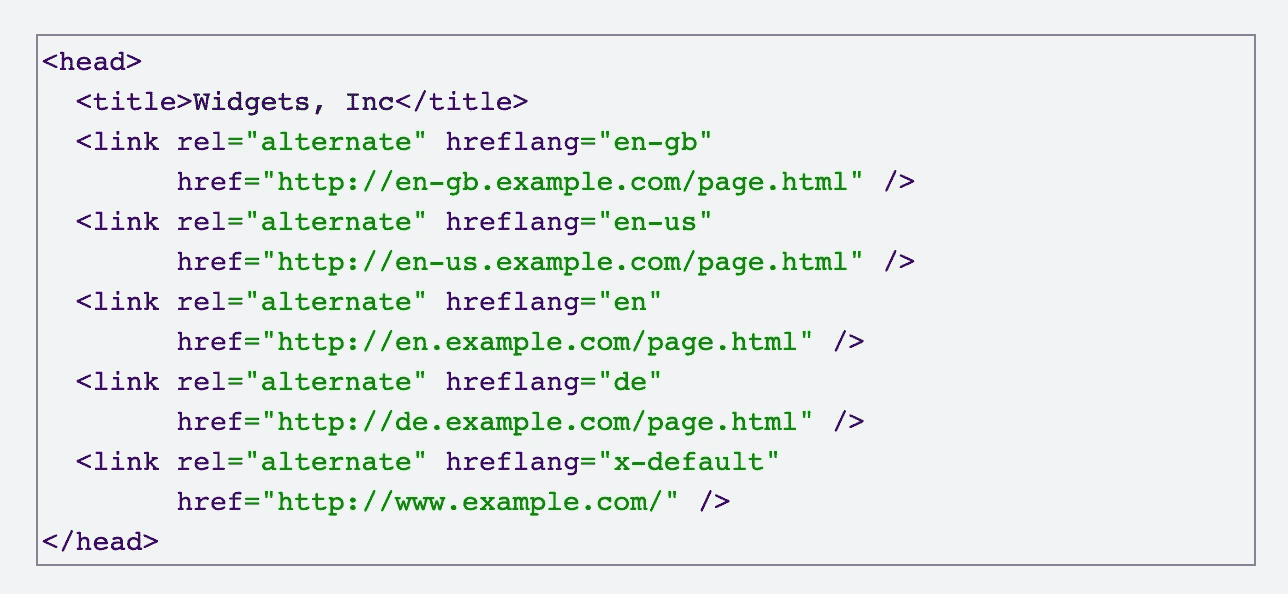 <head>
<title>Widgets, Inc</title>
<link rel="alternate" hreflang="en-gb"
href="http://en-gb.example.com/page.html" />
<link rel="alternate" hreflang="en-us"
href="http://en-us.example.com/page.html" />
<link rel="alternate" hreflang="en"
href="http://en.example.com/page.html" />
<link rel="alternate" hreflang="de"
href="http://de.example.com/page.html" />
<link rel="alternate" hreflang="x-default"
href="http://www.example.com/" />
</head>